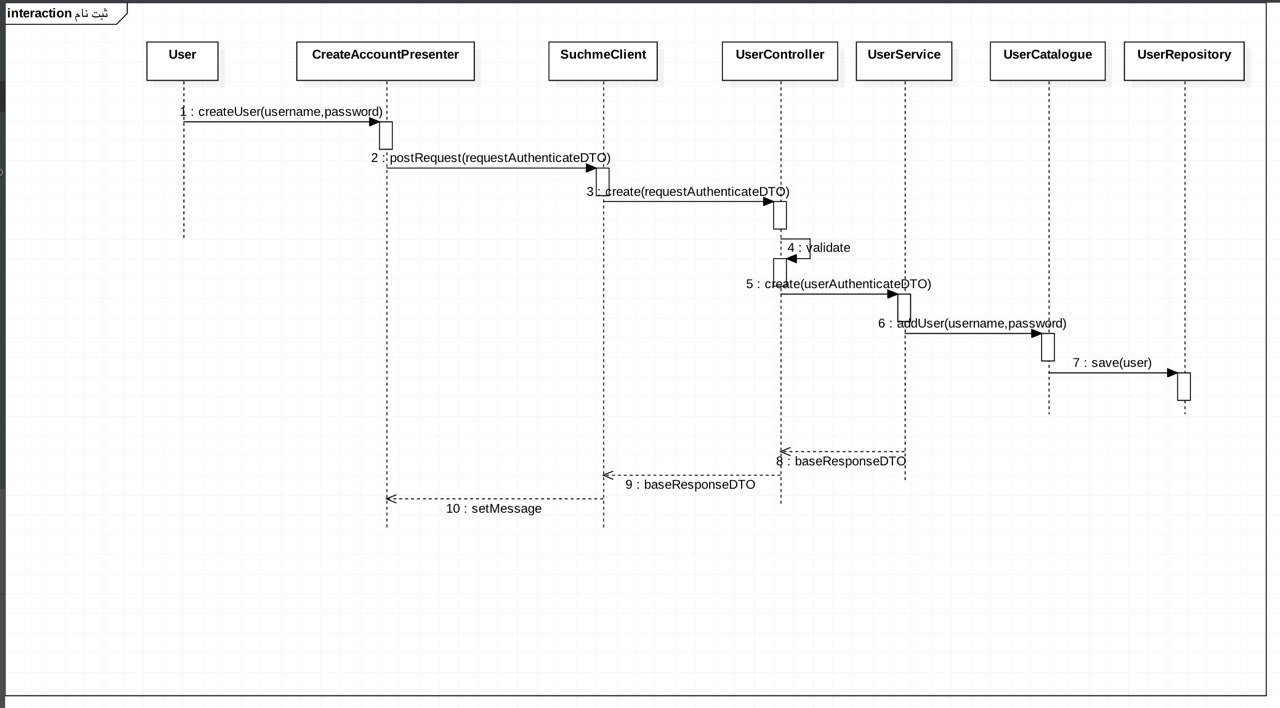 interaction ثبت نام
User
CreateAccountPresenter
SuchmeClient
UserController
UserService
UserCatalogue
UserRepository
1 : createUser(username,password)
2 : postRequest(requestAuthenticateDTO)
3 : create(requestAuthenticateDTO)
4 : validate
5 : create(userAuthenticateDTO)
6 : addUser(username,password)
7 : save(user)
8 : baseResponseDTO
9 : baseResponseDTO
10 : setMessage